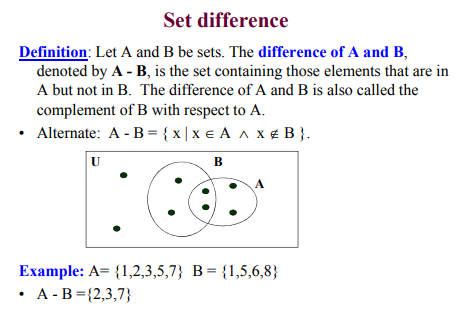 Set difference
Definition: Let A and B be sets. The difference of A and B,
denoted by A - B, is the set containing those elements that are in
A but not in B. The difference of A and B is also called the
complement of B with respect to A.
• Alternate: A - B = { x | x ∈ A ∧ x ∉ B }.
U B
A
Example: A= {1,2,3,5,7} B = {1,5,6,8}
• A - B ={2,3,7}